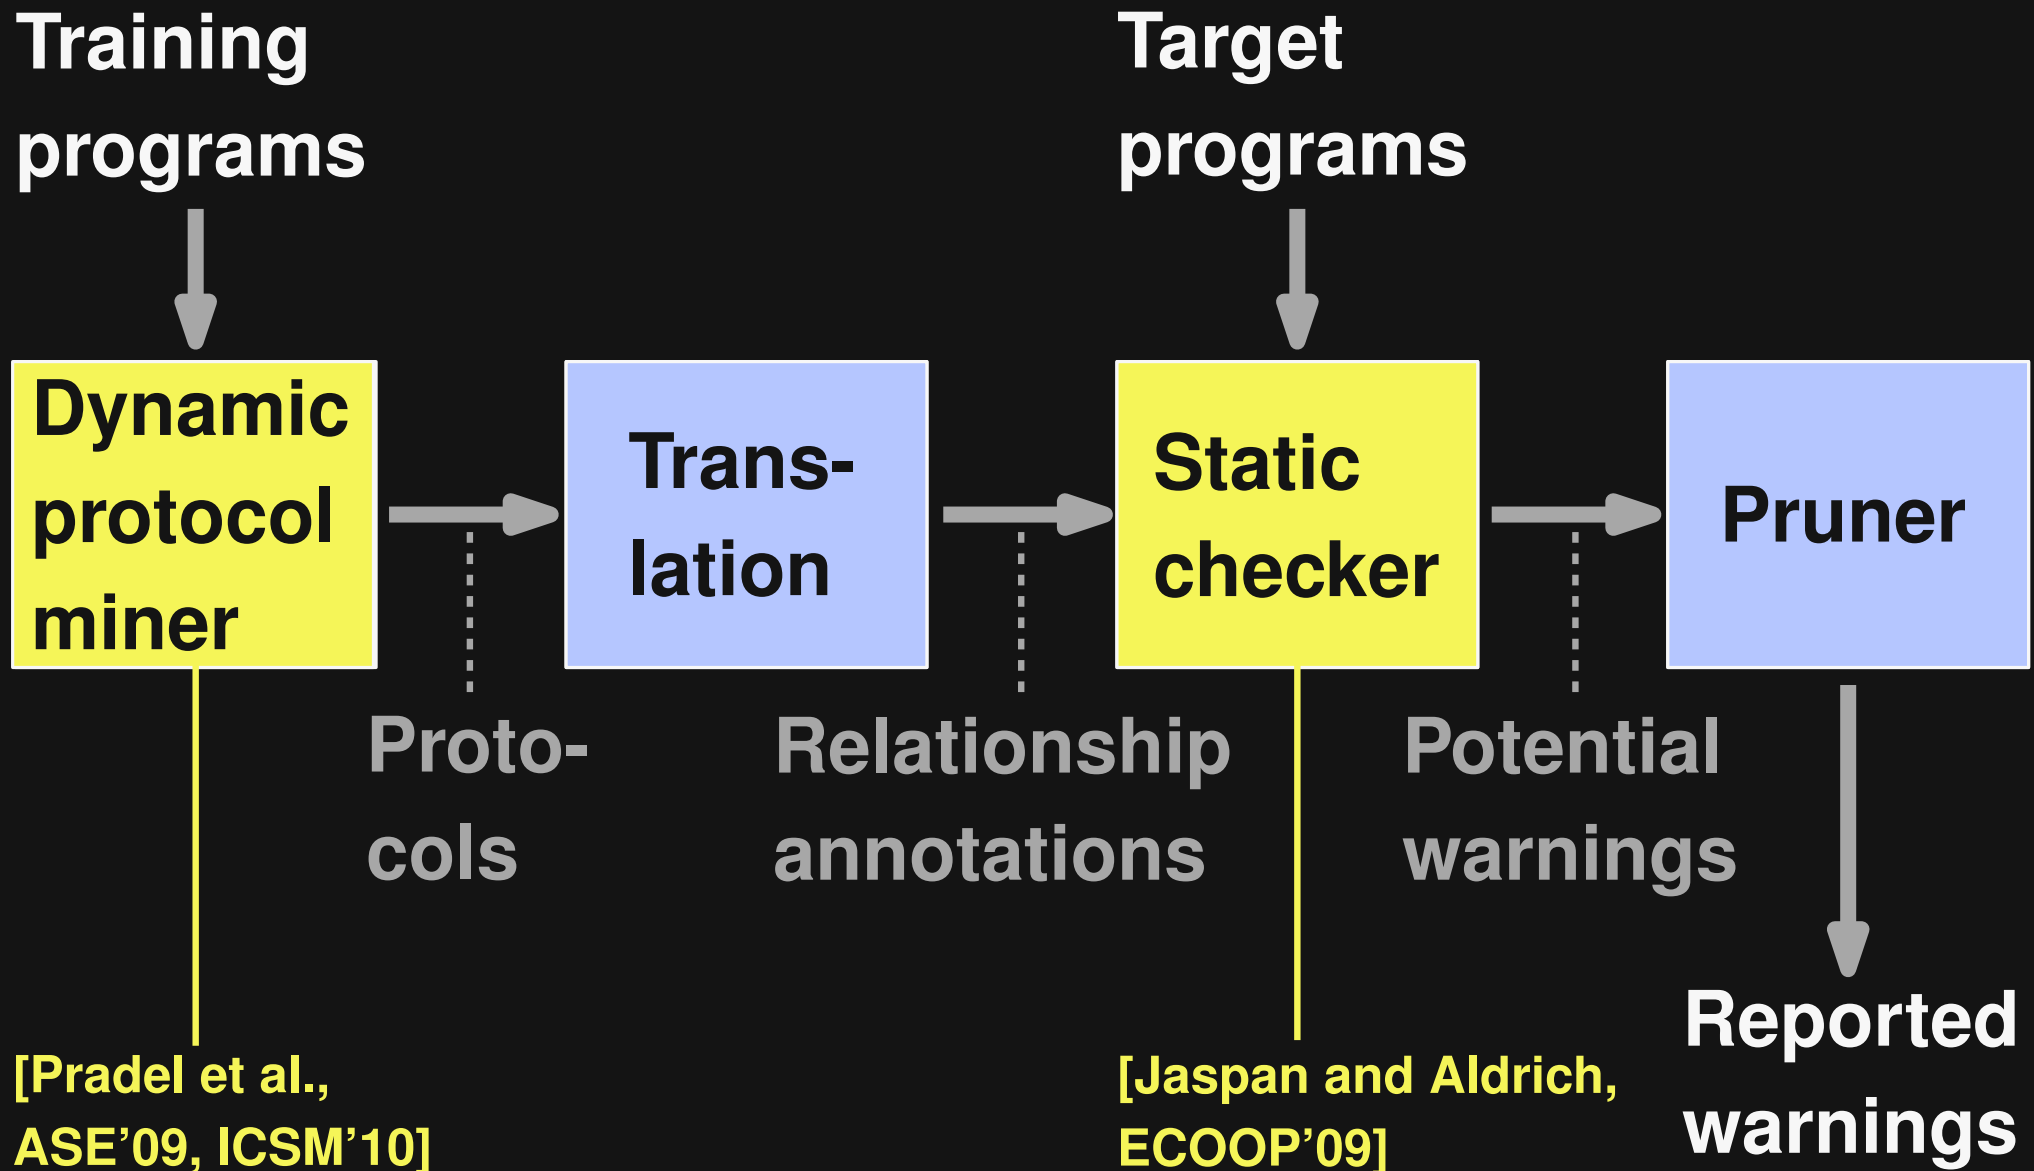 Training
programs
Target
programs
Dynamic
protocol
miner
Trans-
lation
Static
checker
Pruner
Proto-
cols
Relationship
annotations
Potential
warnings
[Pradel et al.,
ASE’09, ICSM’10]
[Jaspan and Aldrich,
ECOOP’09]
Reported
warnings